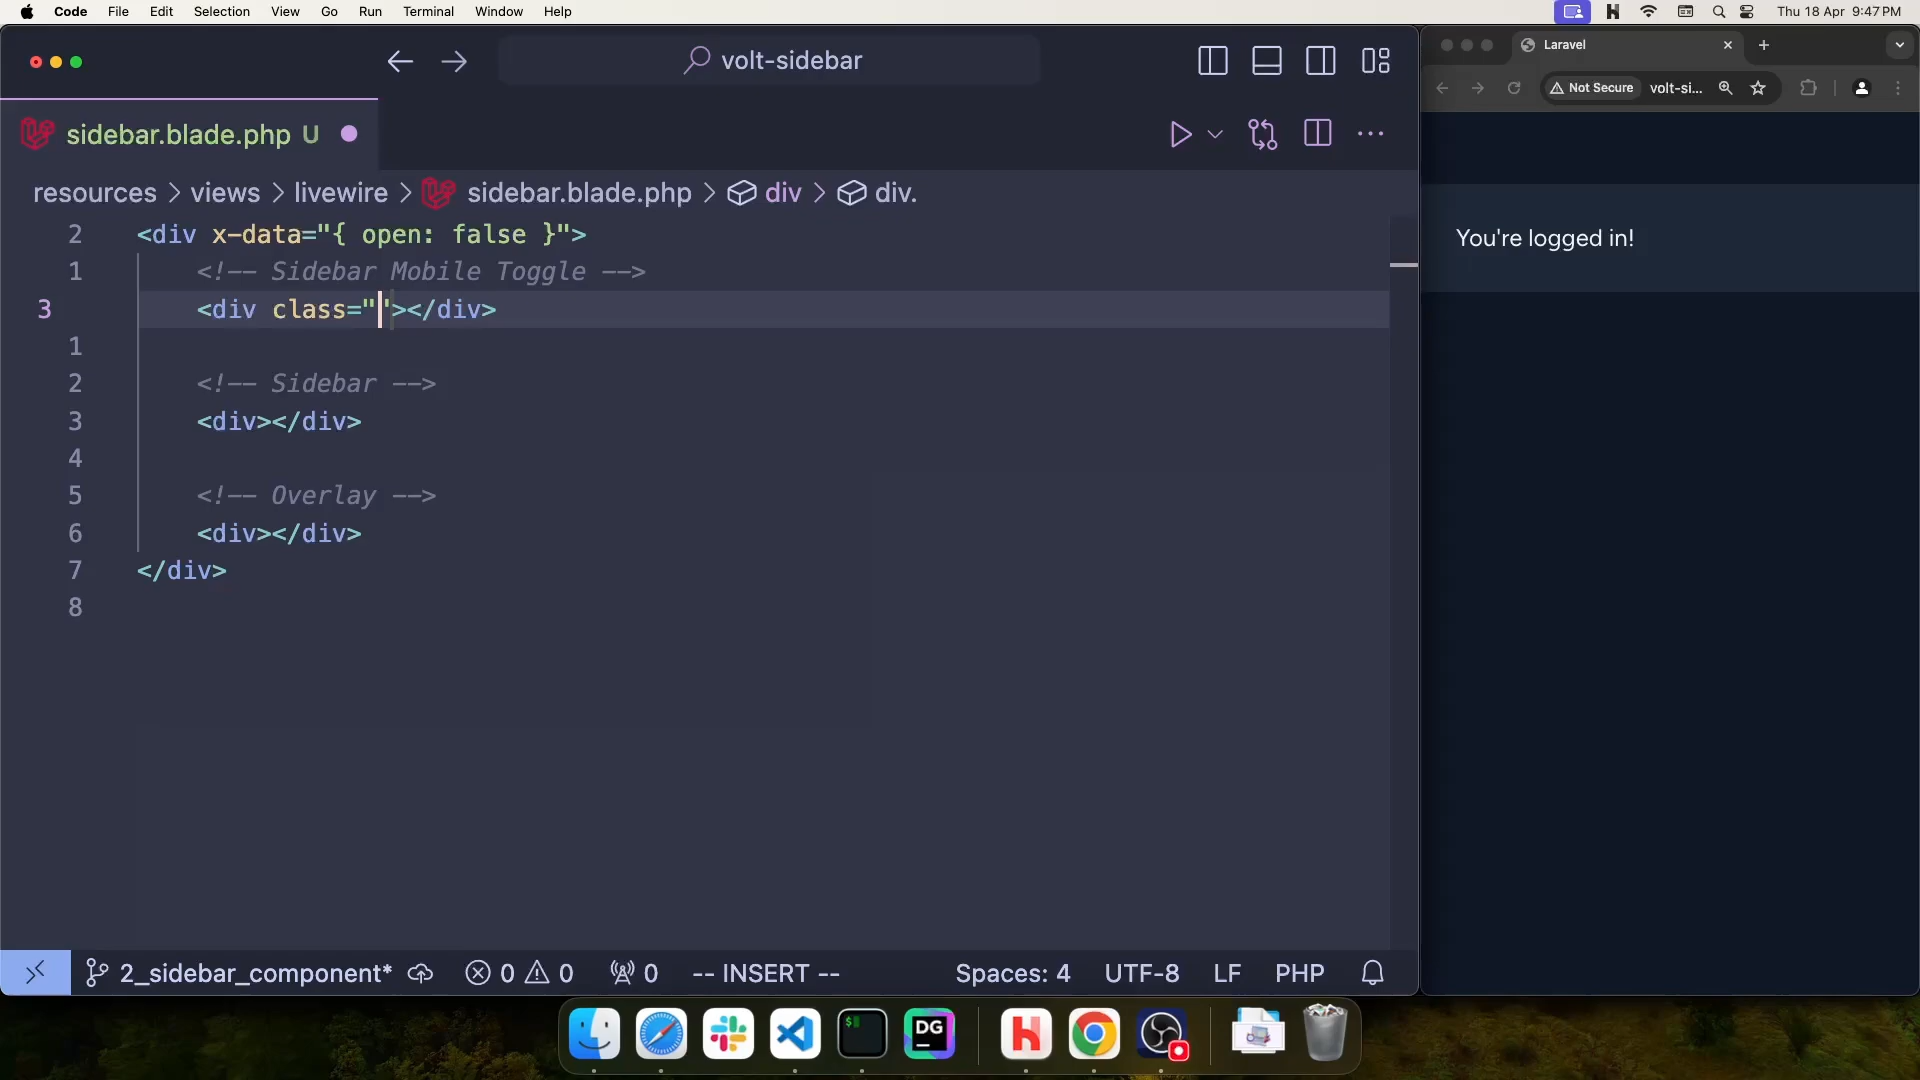 Code File Edit Selection View Go Run Terminal Window Help Thu 18 Apr 9:47 PM
volt-sidebar
Laravel
Not Secure volt-si...
sidebar.blade.php U
resources > views > livewire > sidebar.blade.php > div > div.
2 <div x-data="{ open: false }">
1 <!-- Sidebar Mobile Toggle -->
3 <div class=""></div>
1
2 <!-- Sidebar -->
3 <div></div>
4
5 <!-- Overlay -->
6 <div></div>
7 </div>
8
You're logged in!
2_sidebar_component* 0 0 0 -- INSERT -- Spaces: 4 UTF-8 LF PHP
$
DG